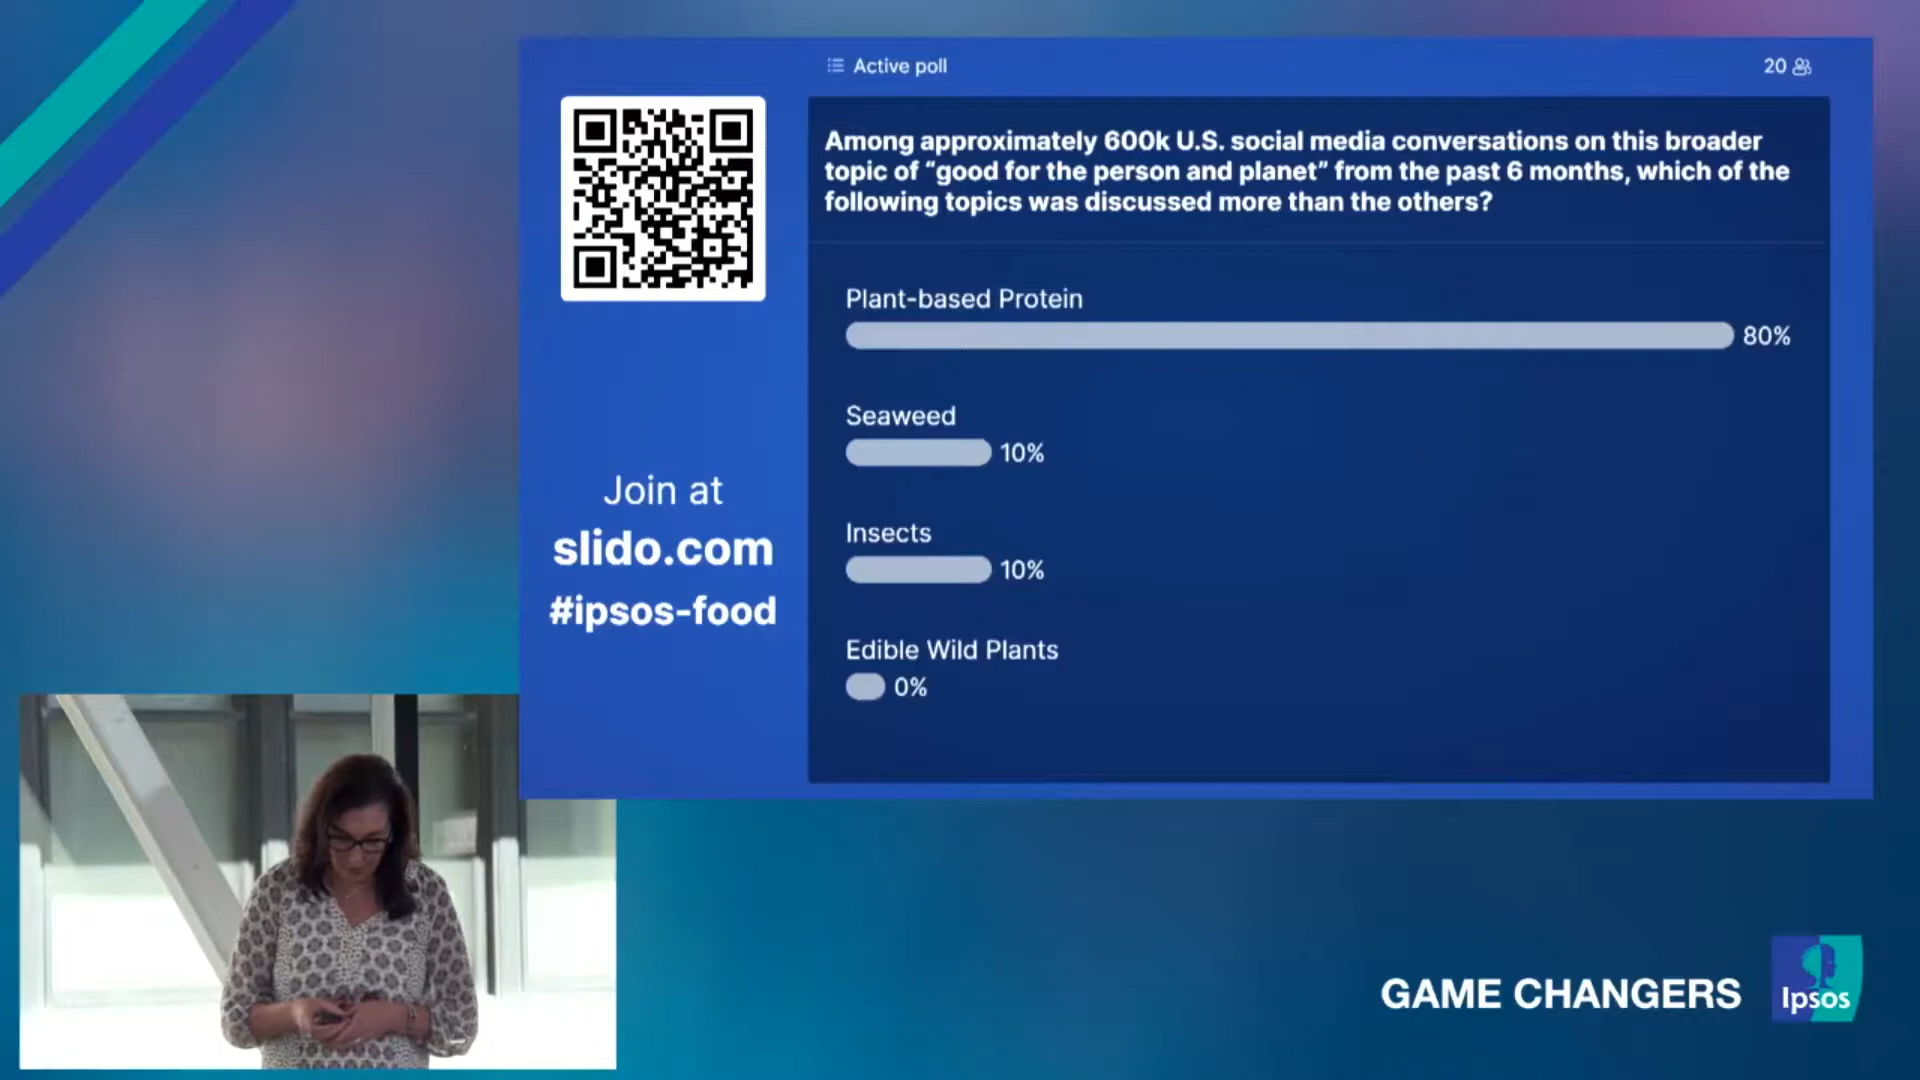 Active poll
20
Among approximately 600k U.S. social media conversations on this broader
topic of “good for the person and planet” from the past 6 months, which of the
following topics was discussed more than the others?
Plant-based Protein
80%
Seaweed
10%
Insects
10%
Edible Wild Plants
0%
Join at
slido.com
#ipsos-food
GAME CHANGERS
Ipsos